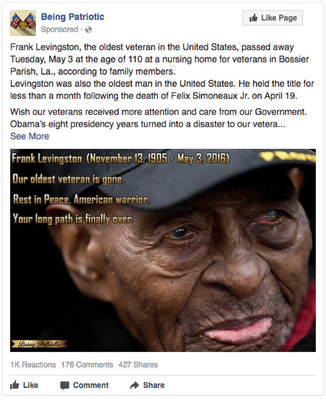 Being Patriotic
Like Page
Sponsored ·
Frank Levingston, the oldest veteran in the United States, passed away
Tuesday, May 3 at the age of 110 at a nursing home for veterans in Bossier
Parish, La., according to family members.
Levingston was also the oldest man in the United States. He held the title for
less than a month following the death of Felix Simoneaux Jr. on April 19.
Wish our veterans received more attention and care from our Government.
Obama's eight presidency years turned into a disaster to our vetera...
See More
Frank Levingston (November 13, 1905 - May 3, 2016)
Our oldest veteran is gone.
Rest in Peace, American warrior
Your long path is finally over
Being Patriotic
1K Reactions 176 Comments 427 Shares
Like Comment Share